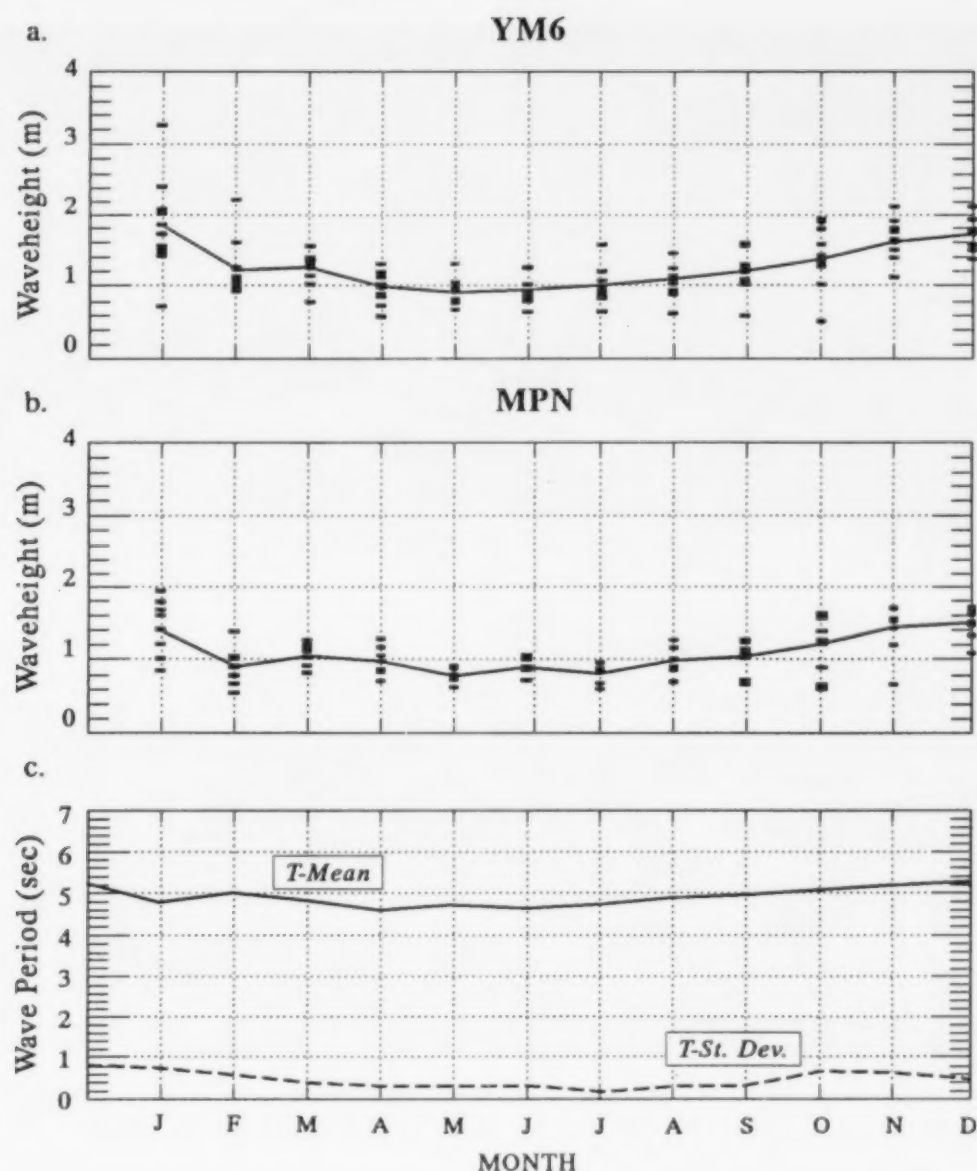 a.
YM6
4
3
2
1
0
Waveheight (m)
b.
MPN
4
3
2
1
0
Waveheight (m)
c.
7
6
5
4
3
2
1
0
Wave Period (sec)
T-Mean
T-St. Dev.
J F M A M J J A S O N D
MONTH